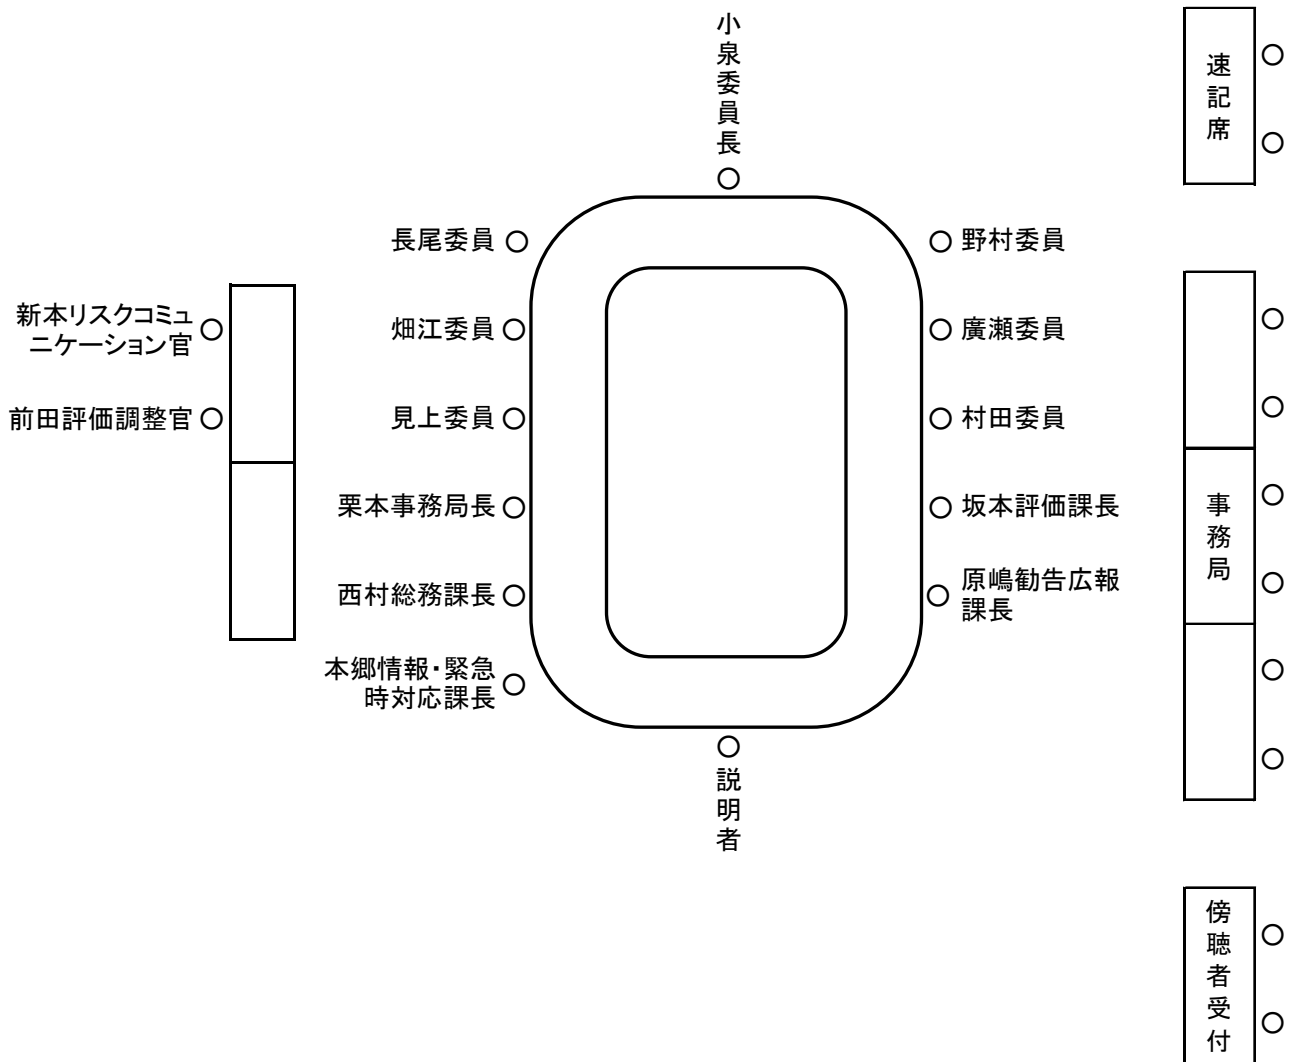 小泉委員長
速記席
長尾委員
野村委員
新本リスクコミュ
ニケーション官
畑江委員
廣瀬委員
前田評価調整官
見上委員
村田委員
栗本事務局長
坂本評価課長
事務局
西村総務課長
原嶋勧告広報
課長
本郷情報・緊急
時対応課長
説明者
傍聴者受付